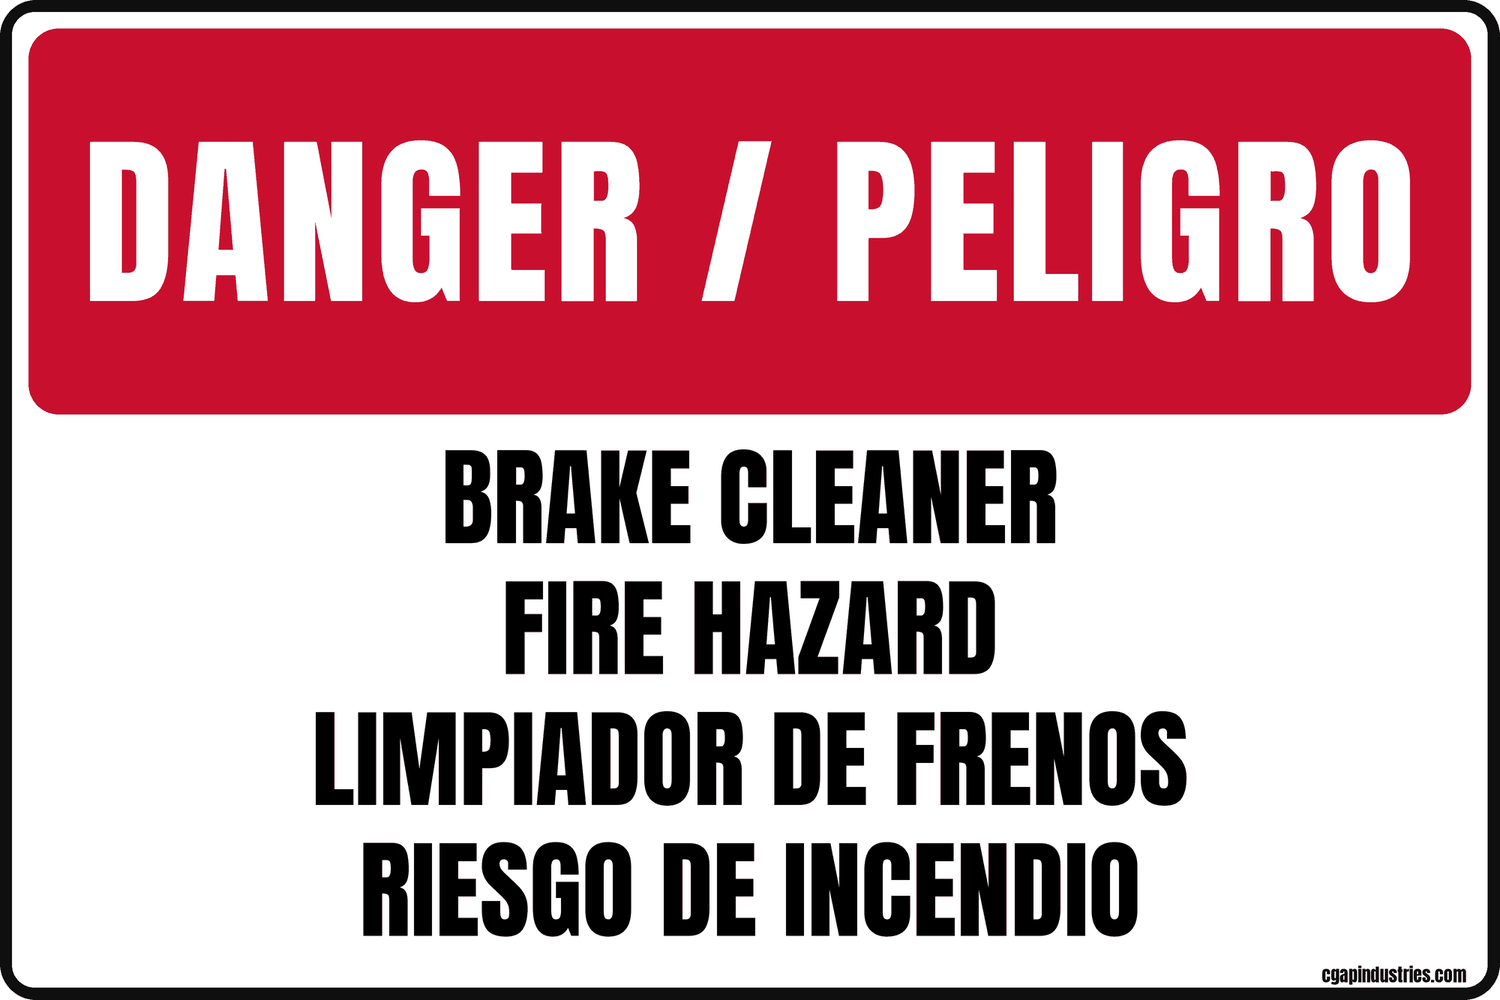 DANGER / PELIGRO
BRAKE CLEANER
FIRE HAZARD
LIMPIADOR DE FRENOS
RIESGO DE INCENDIO
cgapindustries.com